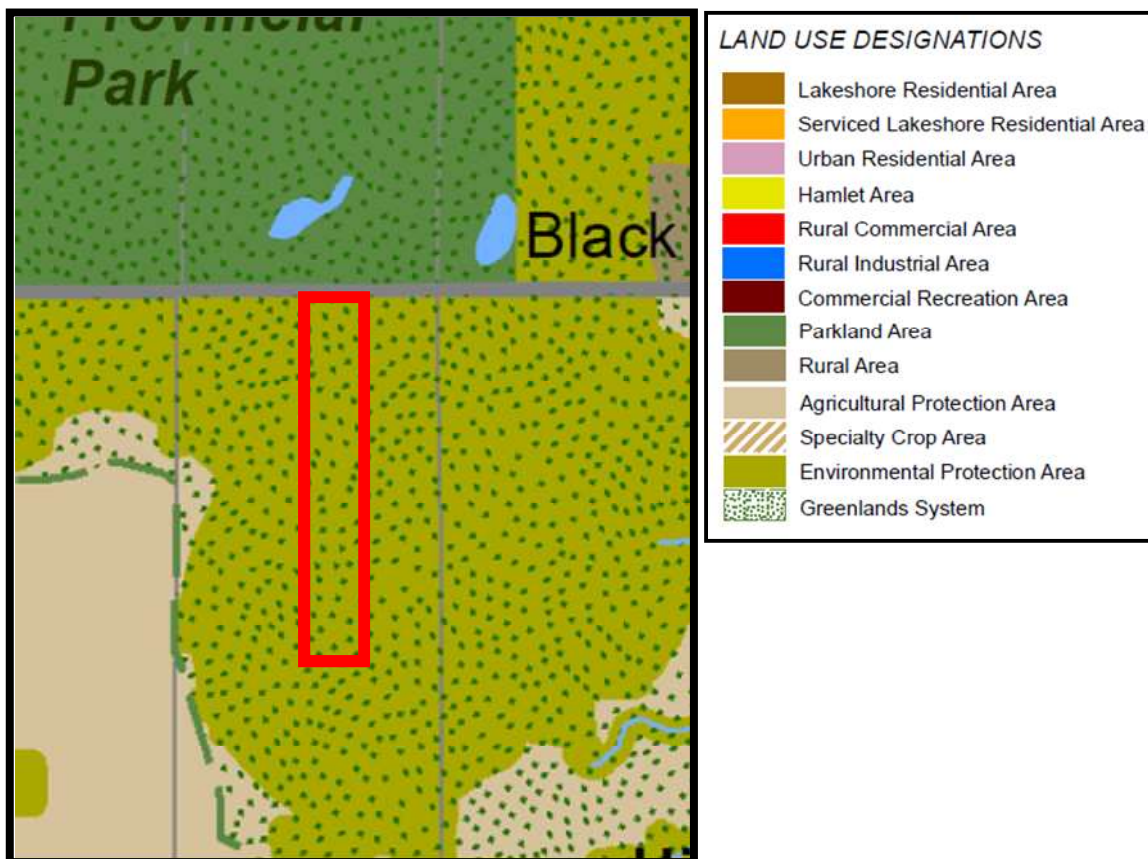 Provincial
Park
Black
LAND USE DESIGNATIONS
Lakeshore Residential Area
Serviced Lakeshore Residential Area
Urban Residential Area
Hamlet Area
Rural Commercial Area
Rural Industrial Area
Commercial Recreation Area
Parkland Area
Rural Area
Agricultural Protection Area
Specialty Crop Area
Environmental Protection Area
Greenlands System